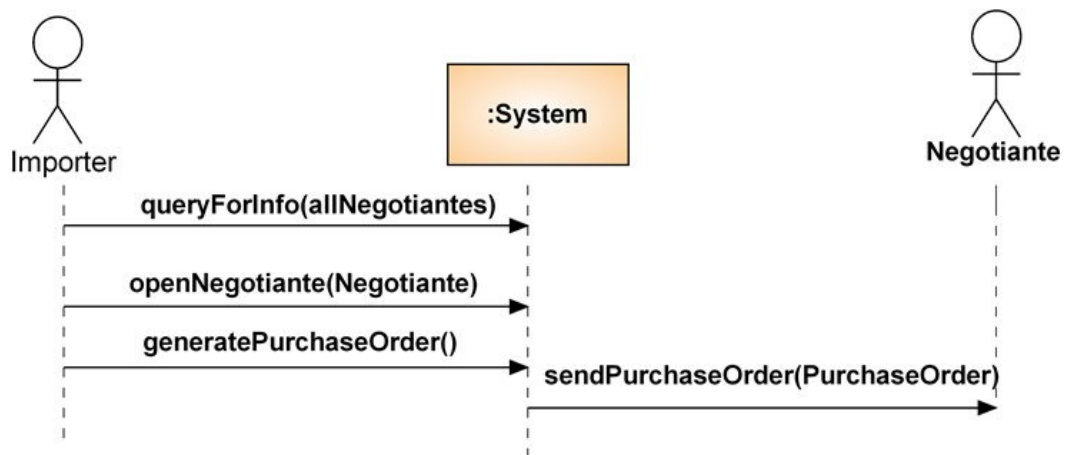 :System
Importer
Negotiante
queryForInfo(allNegotiantes)
openNegotiante(Negotiante)
generatePurchaseOrder()
sendPurchaseOrder(PurchaseOrder)